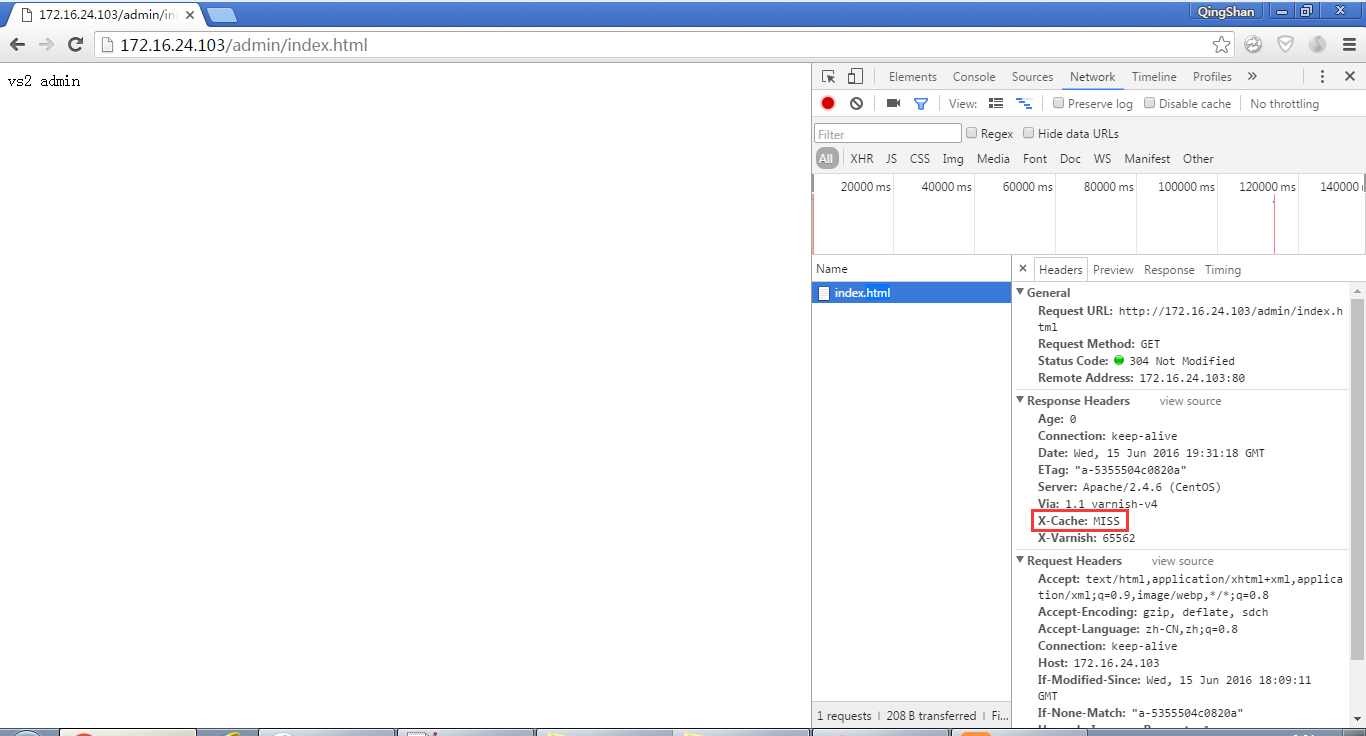 172.16.24.103/admin/in
QingShan
172.16.24.103/admin/index.html
vs2 admin
Elements Console Sources Network Timeline Profiles »
View: Preserve log Disable cache No throttling
Filter Regex Hide data URLs
All XHR JS CSS Img Media Font Doc WS Manifest Other
20000 ms 40000 ms 60000 ms 80000 ms 100000 ms 120000 ms 140000
Name
× Headers Preview Response Timing
index.html
General
Request URL: http://172.16.24.103/admin/index.h
tml
Request Method: GET
Status Code: 304 Not Modified
Remote Address: 172.16.24.103:80
Response Headers view source
Age: 0
Connection: keep-alive
Date: Wed, 15 Jun 2016 19:31:18 GMT
ETag: "a-5355504c0820a"
Server: Apache/2.4.6 (CentOS)
Via: 1.1 varnish-v4
X-Cache: MISS
X-Varnish: 65562
Request Headers view source
Accept: text/html,application/xhtml+xml,applica
tion/xml;q=0.9,image/webp,*/*;q=0.8
Accept-Encoding: gzip, deflate, sdch
Accept-Language: zh-CN,zh;q=0.8
Connection: keep-alive
Host: 172.16.24.103
If-Modified-Since: Wed, 15 Jun 2016 18:09:11
GMT
If-None-Match: "a-5355504c0820a"
1 requests | 208 B transferred | Fi...